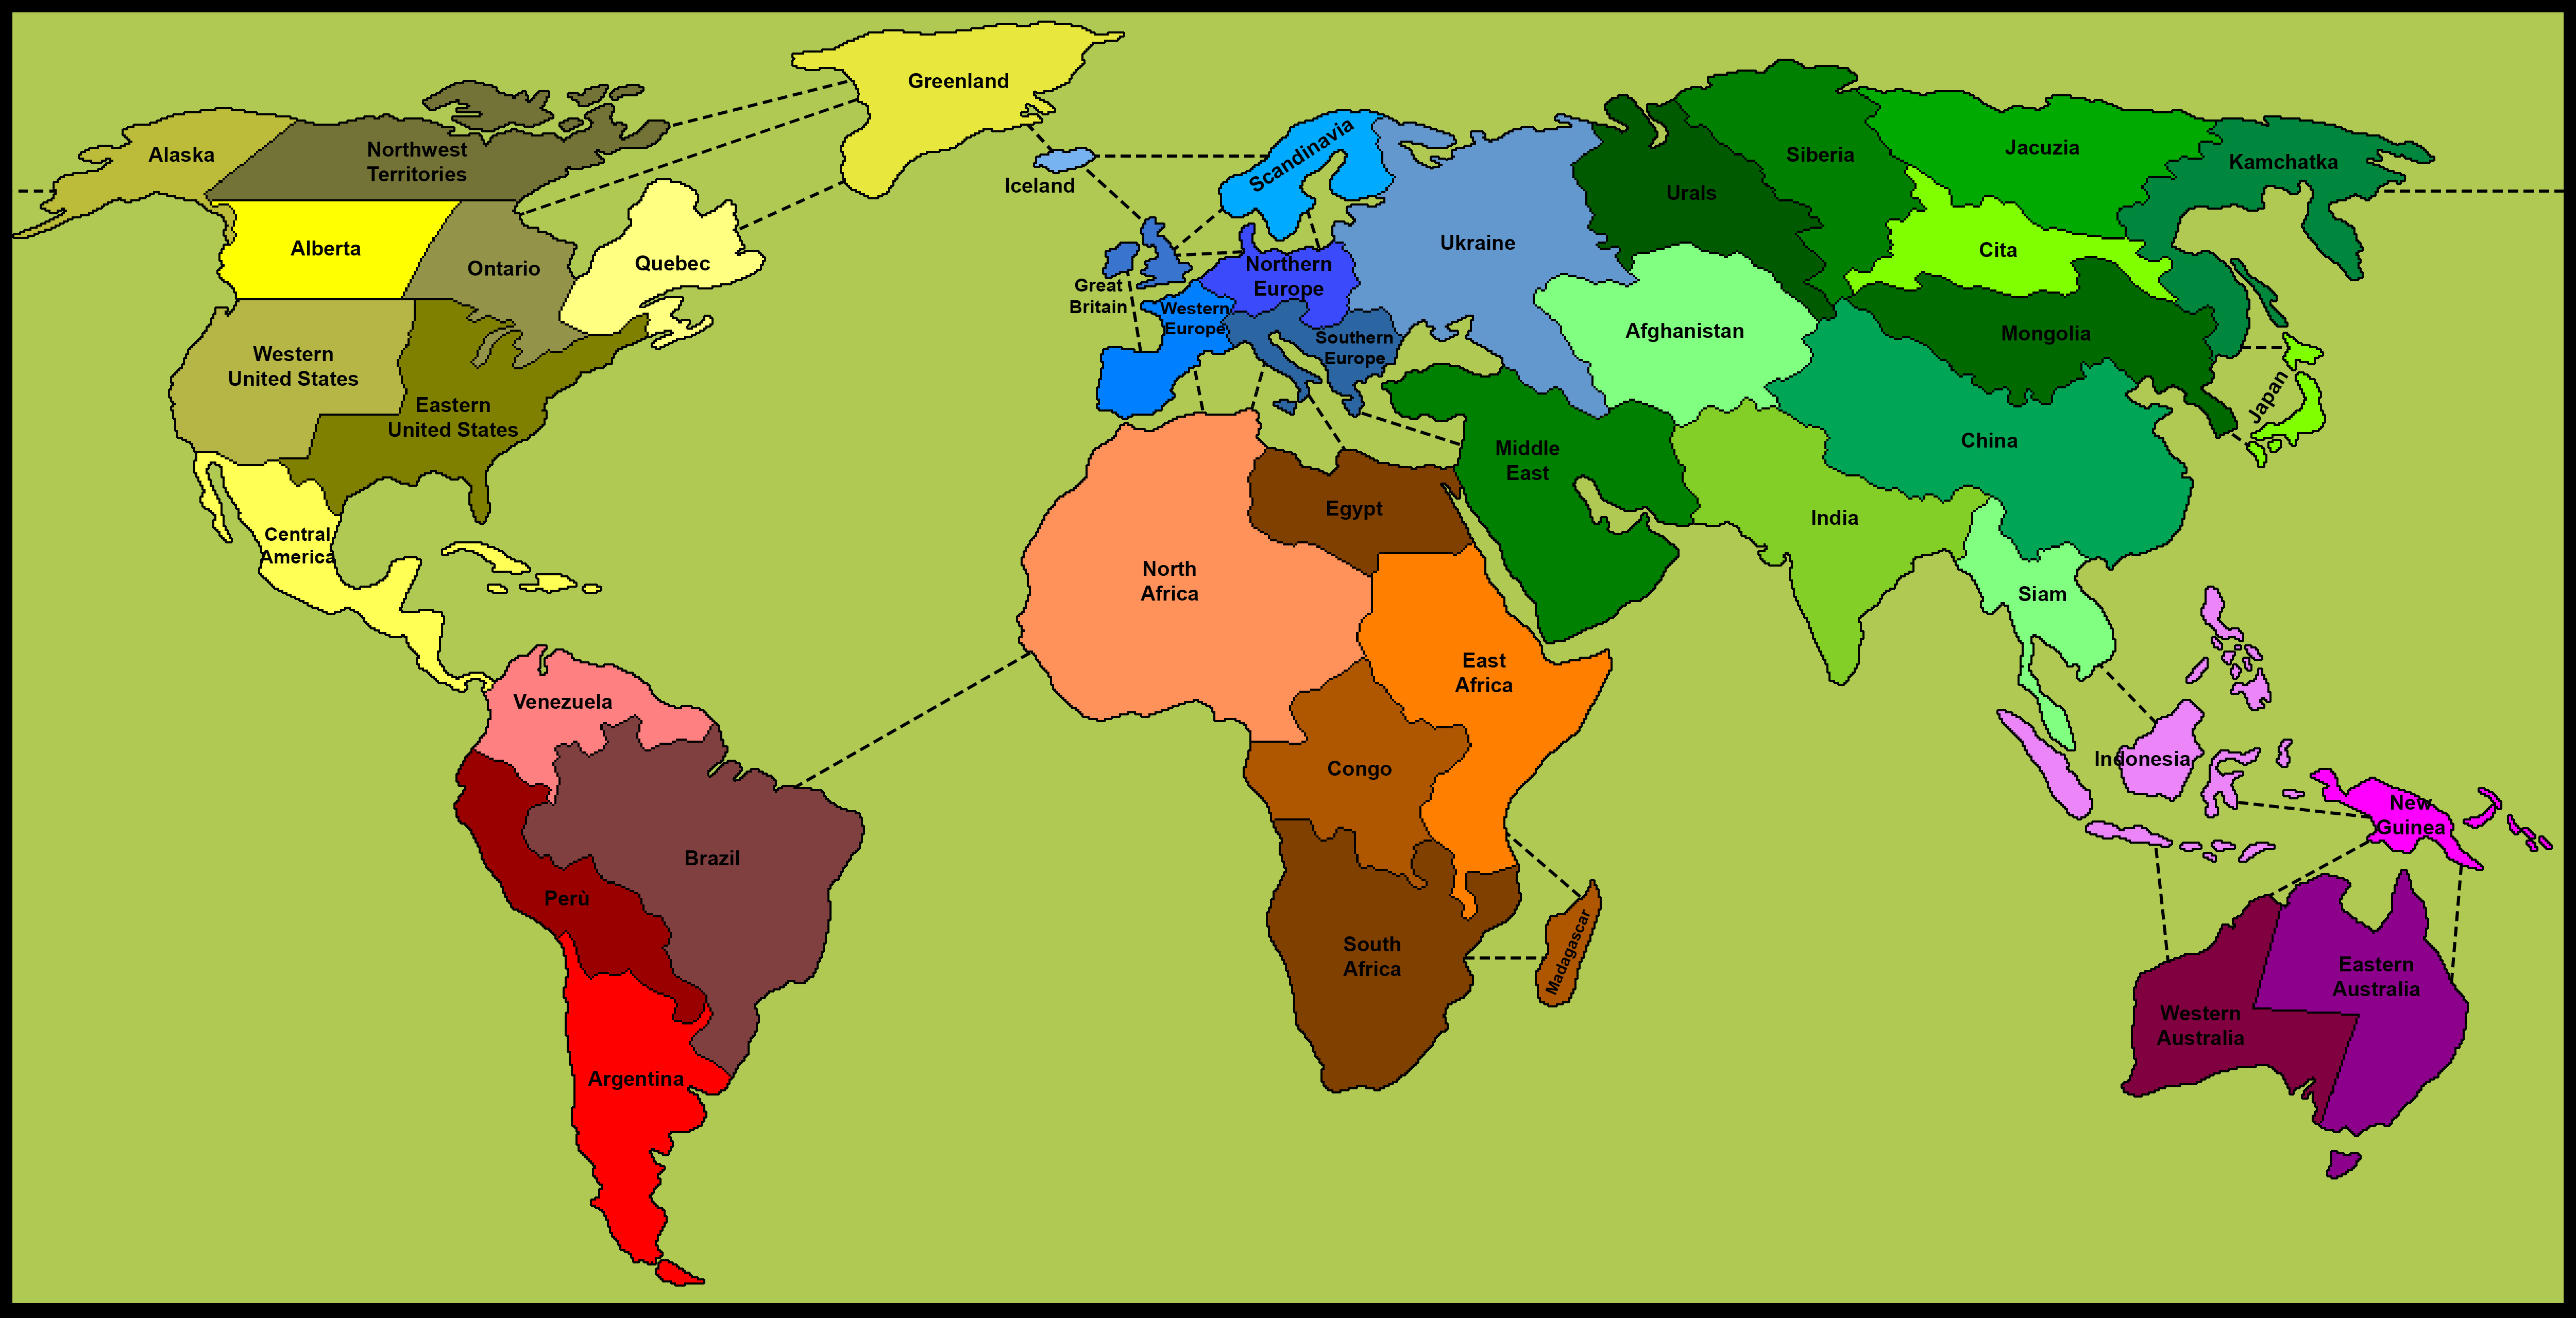 Greenland
Alaska
Northwest
Territories
Iceland
Scandinavia
Siberia
Jacuzia
Kamchatka
Urals
Alberta
Ontario
Quebec
Great
Britain
Northern
Europe
Ukraine
Cita
Western
Europe
Southern
Europe
Afghanistan
Mongolia
Japan
Western
United States
Eastern
United States
Middle
East
China
Central
America
Egypt
India
North
Africa
Siam
Venezuela
East
Africa
Congo
Indonesia
New
Guinea
Brazil
Perù
South
Africa
Madagascar
Eastern
Australia
Western
Australia
Argentina